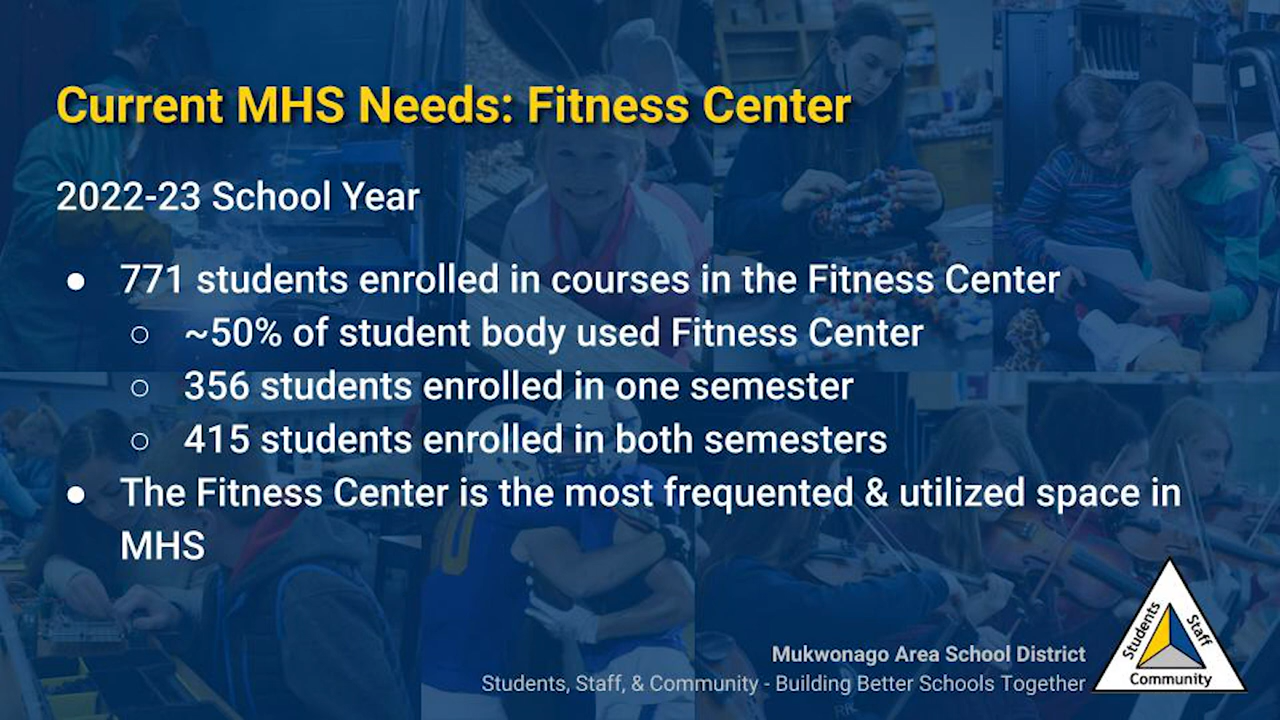 Current MHS Needs: Fitness Center
2022-23 School Year
● 771 students enrolled in courses in the Fitness Center
○ ~50% of student body used Fitness Center
○ 356 students enrolled in one semester
○ 415 students enrolled in both semesters
● The Fitness Center is the most frequented & utilized space in
MHS
Mukwonago Area School District
Students, Staff, & Community - Building Better Schools Together
Students
Staff
Community